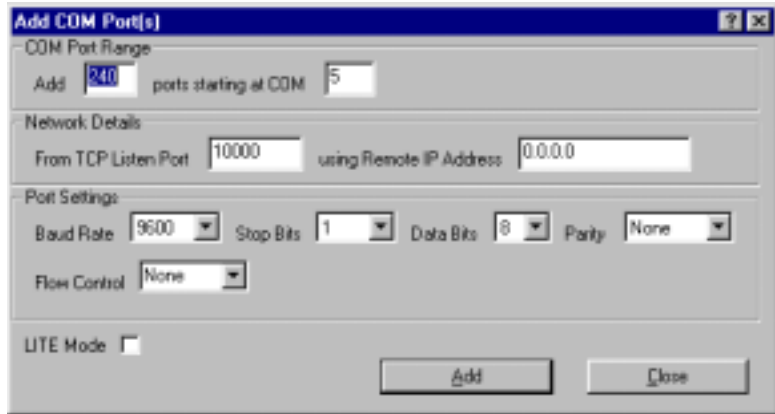 Add COM Port(s)
COM Port Range
Add 240 ports starting at COM 5
Network Details
From TCP Listen Port 10000 using Remote IP Address 0.0.0.0
Port Settings
Baud Rate 9600 Stop Bits 1 Data Bits 8 Parity None
Flow Control None
LITE Mode
Add Close